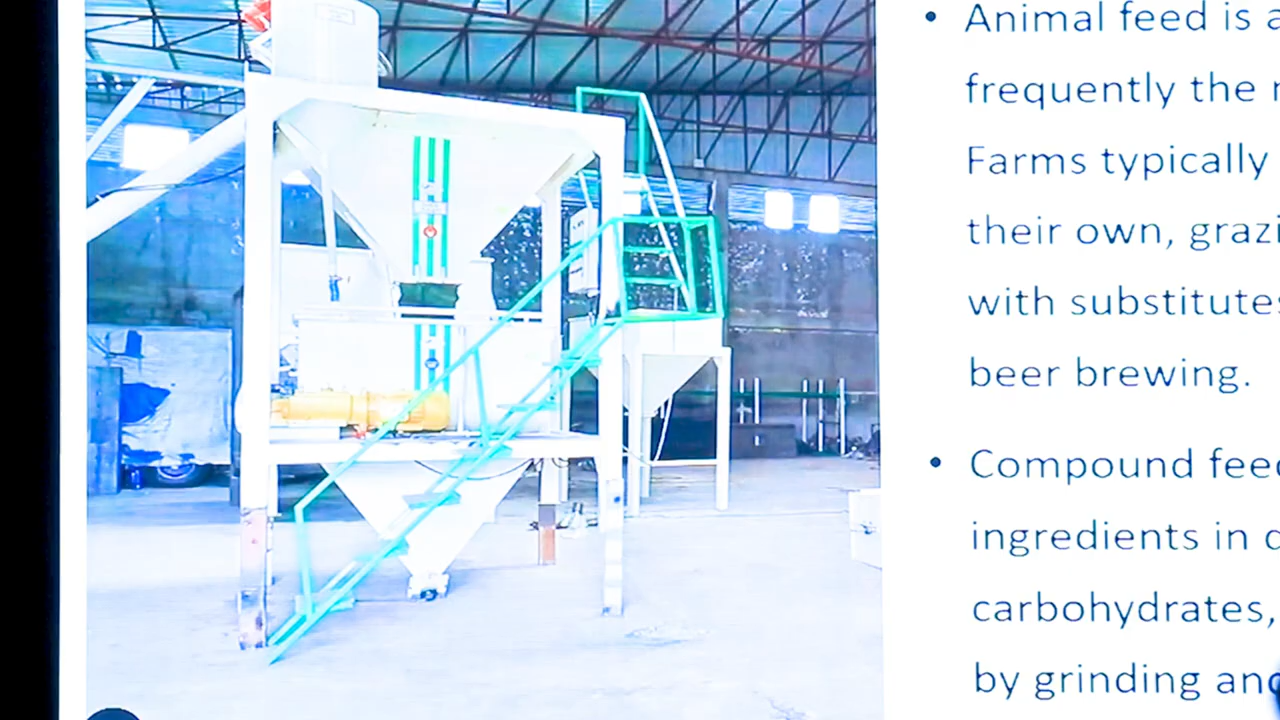 • Animal feed is a
frequently the
Farms typically
their own, grazi
with substitutes
beer brewing.
• Compound fee
ingredients in
carbohydrates,
by grinding and